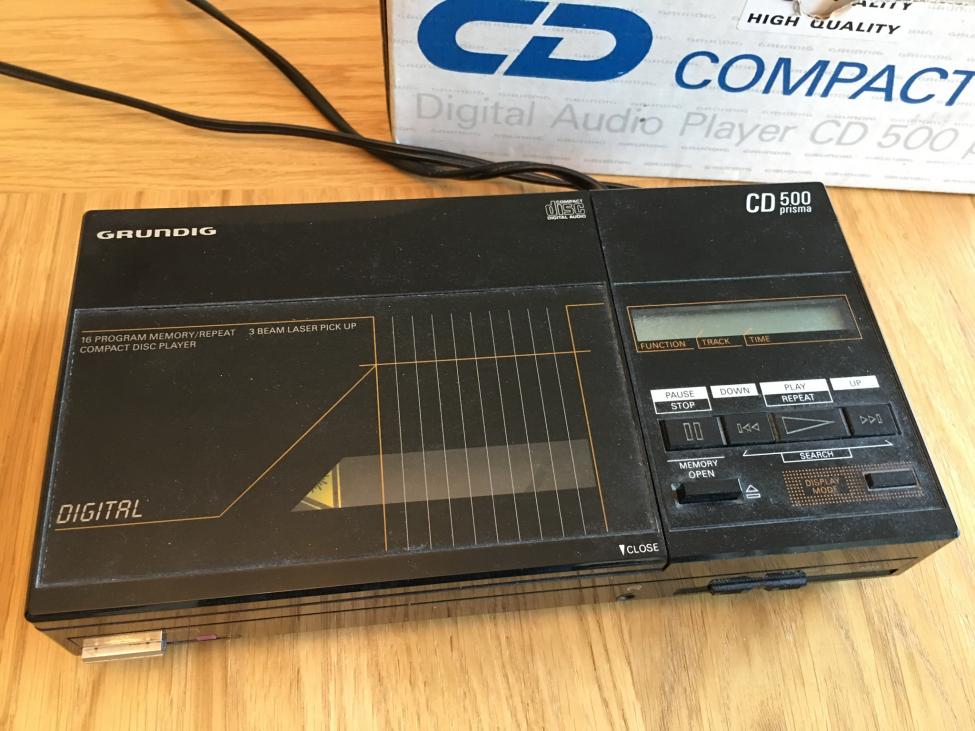 HIGH QUALITY
CD COMPACT
Digital Audio Player CD 500
GRUNDIG
COMPACT
disc
DIGITAL AUDIO
CD 500
prisma
16 PROGRAM MEMORY/REPEAT 3 BEAM LASER PICK UP
COMPACT DISC PLAYER
FUNCTION TRACK TIME
PAUSE DOWN PLAY UP
STOP REPEAT
SEARCH
MEMORY
OPEN
DISPLAY
MODE
DIGITAL
CLOSE